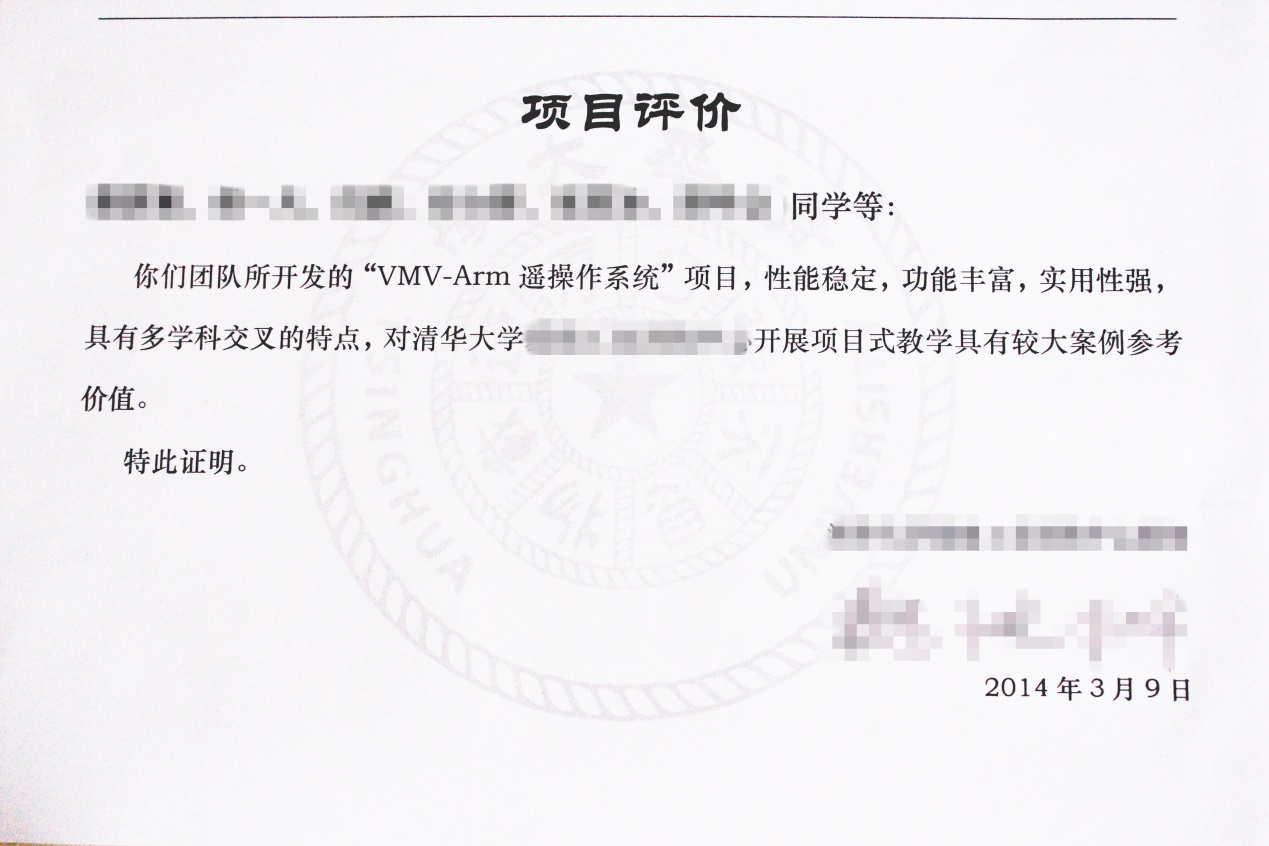 项目评价
同学等:
你们团队所开发的“VMV-Arm 遥操作系统”项目,性能稳定,功能丰富,实用性强,
具有多学科交叉的特点,对清华大学开展项目式教学具有较大案例参考
价值。
特此证明。
2014 年 3 月 9 日
TSINGHUA UNIVERSITY